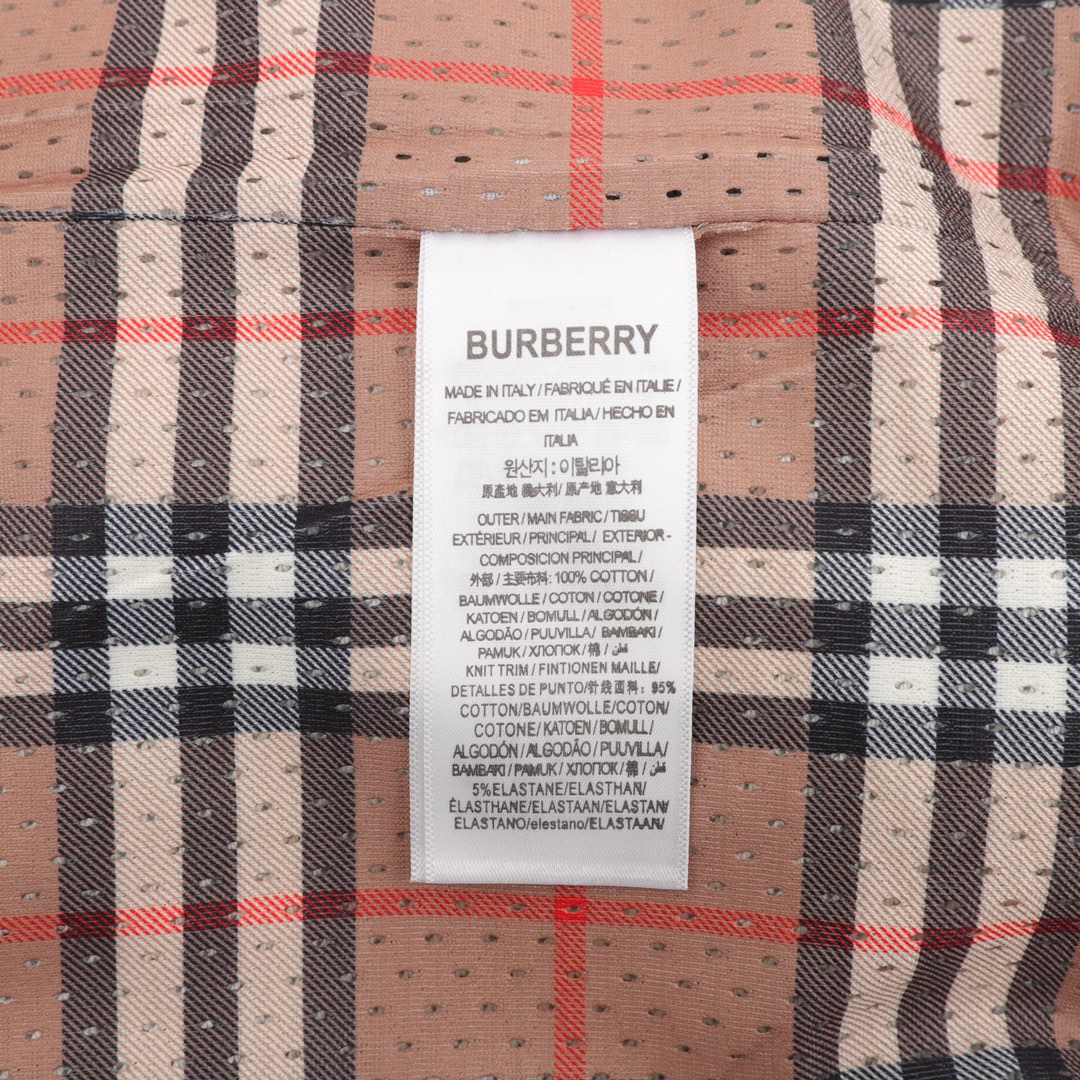 BURBERRY
MADE IN ITALY / FABRIQUÉ EN ITALIE /
FABRICADO EM ITALIA / HECHO EN
ITALIA
원산지 : 이탈리아
原產地 義大利 / 原产地 意大利
OUTER / MAIN FABRIC / TISSU
EXTÉRIEUR / PRINCIPAL / EXTERIOR -
COMPOSICION PRINCIPAL /
外部 / 主要布料: 100% COTTON /
BAUMWOLLE / COTON / COTONE /
KATOEN / BOMULL / ALGODÓN /
ALGODÃO / PUUVILLA / BAMBAKI /
PAMUK / ХЛОПОК / 棉 / قطن
KNIT TRIM / FINTIONEN MAILLE/
DETALLES DE PUNTO/针线面料: 95%
COTTON/BAUMWOLLE/COTON/
COTONE / KATOEN / BOMULL /
ALGODÓN / ALGODÃO / PUUVILLA /
BAMBAKI / PAMUK / ХЛОПОК / 棉 / قطن
5%ELASTANE/ELASTHAN/
ÉLASTHANE/ELASTAAN/ELASTAN/
ELASTANO/elestano/ELASTAAN/